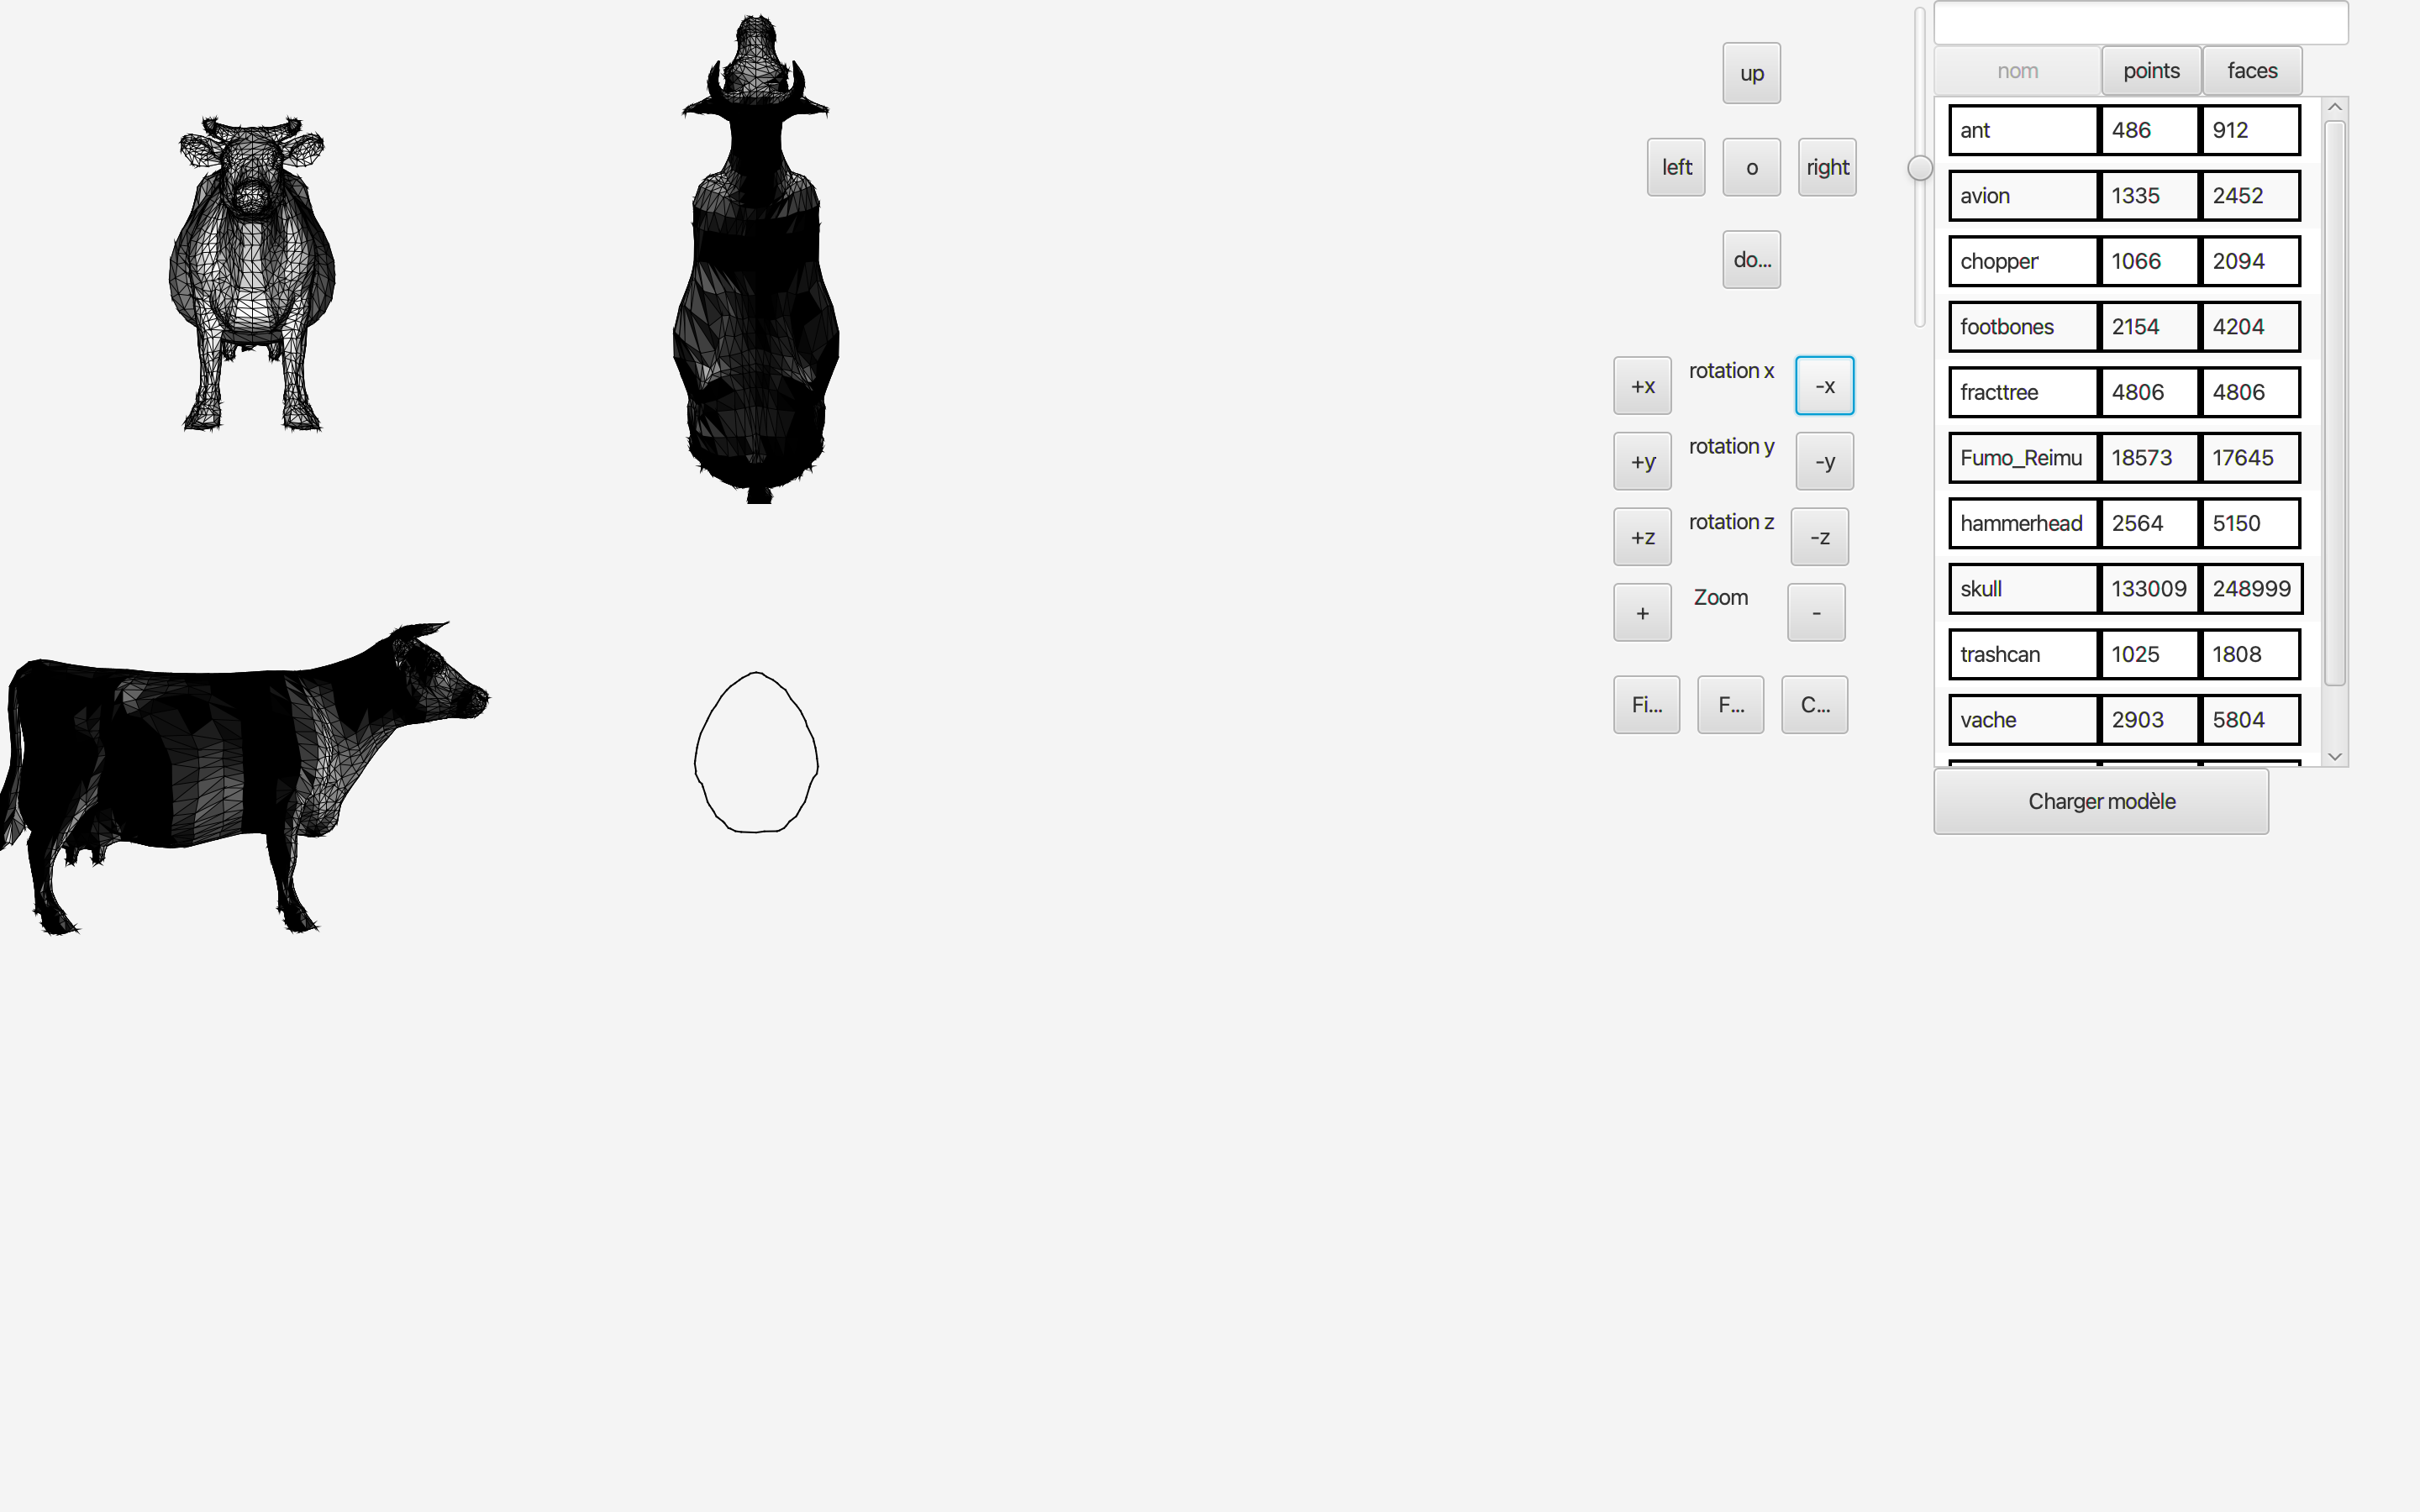 up
left o right
do...
+x rotation x -x
+y rotation y -y
+z rotation z -z
+ Zoom -
Fi... F... C...
nom points faces
ant 486 912
avion 1335 2452
chopper 1066 2094
footbones 2154 4204
fracttree 4806 4806
Fumo_Reimu 18573 17645
hammerhead 2564 5150
skull 133009 248999
trashcan 1025 1808
vache 2903 5804
Charger modèle